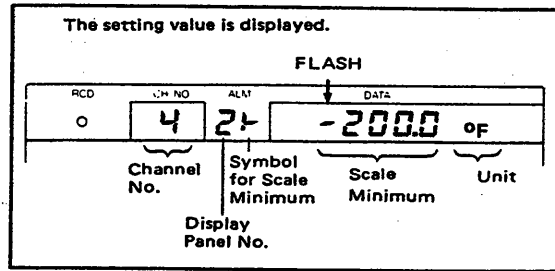 The setting value is displayed.
FLASH
RCD CH NO ALM DATA
4 2 -200.0 °F
Channel No.
Symbol for Scale Minimum
Scale Minimum
Unit
Display Panel No.